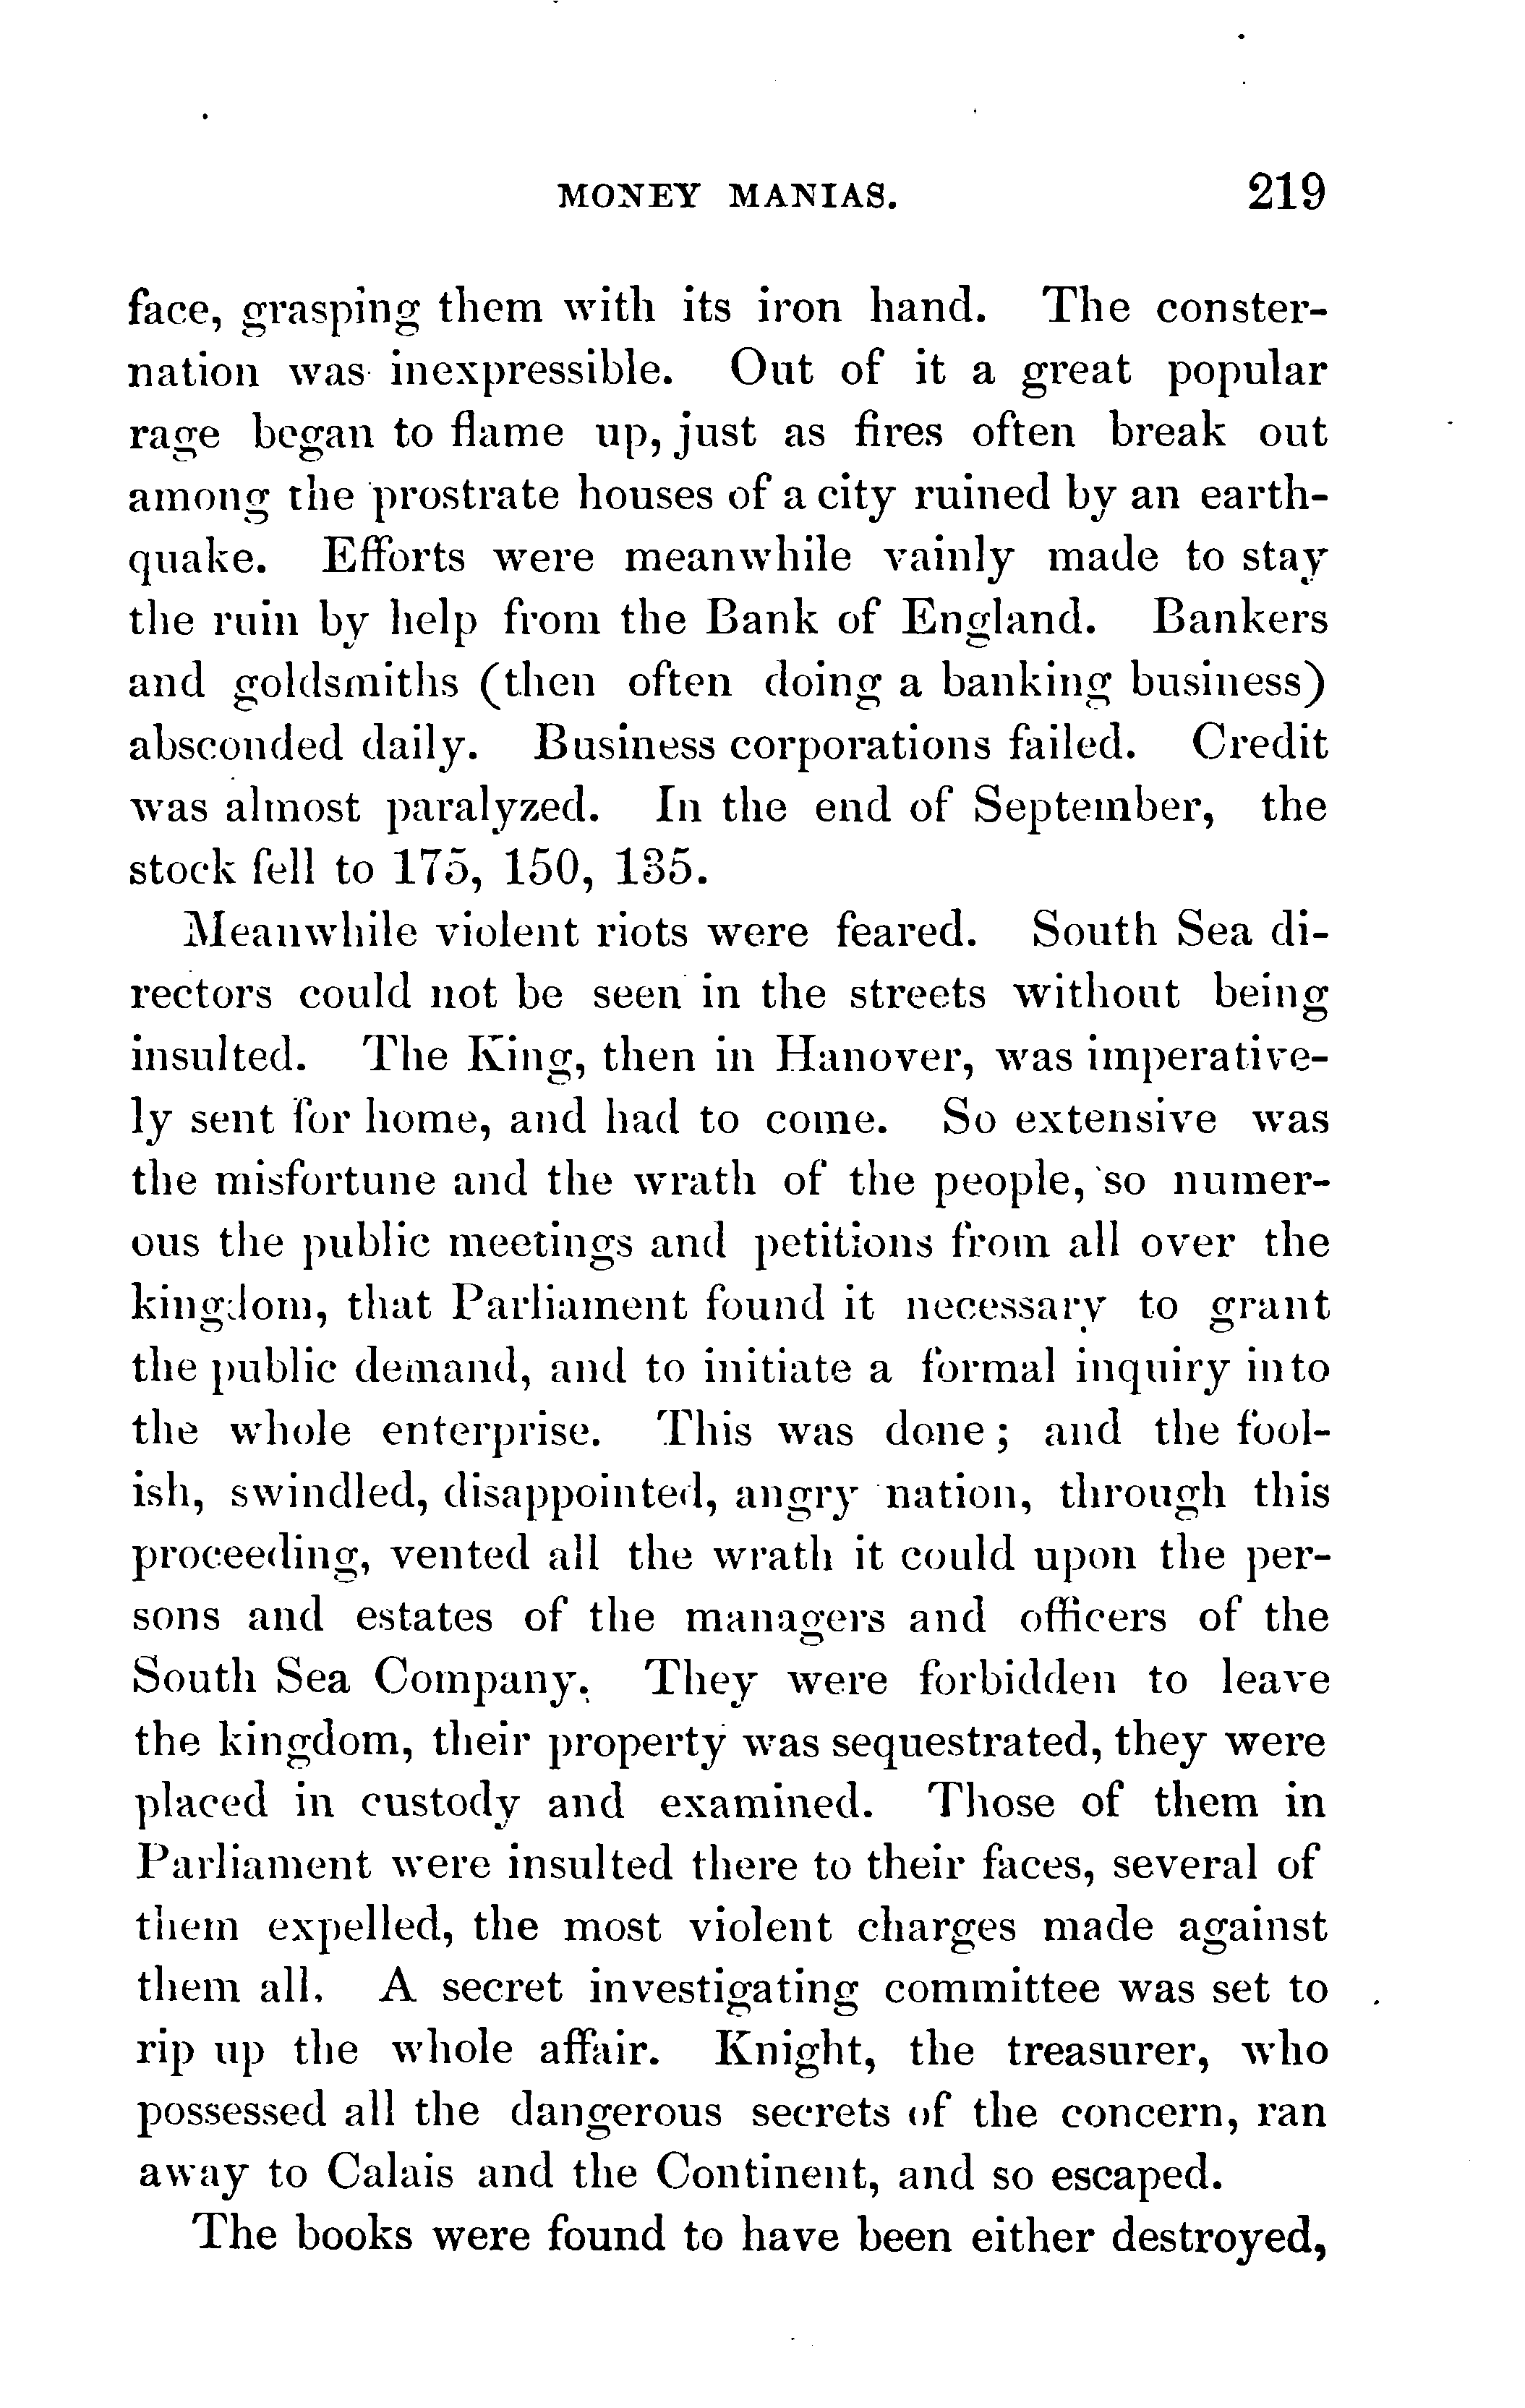 MONEY MANIAS. 219
face, grasping them with its iron hand. The conster-
nation was inexpressible. Out of it a great popular
rage began to flame up, just as fires often break out
among the prostrate houses of a city ruined by an earth-
quake. Efforts were meanwhile vainly made to stay
the ruin by help from the Bank of England. Bankers
and goldsmiths (then often doing a banking business)
absconded daily. Business corporations failed. Credit
was almost paralyzed. In the end of September, the
stock fell to 175, 150, 135.
Meanwhile violent riots were feared. South Sea di-
rectors could not be seen in the streets without being
insulted. The King, then in Hanover, was imperative-
ly sent for home, and had to come. So extensive was
the misfortune and the wrath of the people, so numer-
ous the public meetings and petitions from all over the
kingdom, that Parliament found it necessary to grant
the public demand, and to initiate a formal inquiry into
the whole enterprise. This was done; and the fool-
ish, swindled, disappointed, angry nation, through this
proceeding, vented all the wrath it could upon the per-
sons and estates of the managers and officers of the
South Sea Company. They were forbidden to leave
the kingdom, their property was sequestrated, they were
placed in custody and examined. Those of them in
Parliament were insulted there to their faces, several of
them expelled, the most violent charges made against
them all. A secret investigating committee was set to
rip up the whole affair. Knight, the treasurer, who
possessed all the dangerous secrets of the concern, ran
away to Calais and the Continent, and so escaped.
The books were found to have been either destroyed,